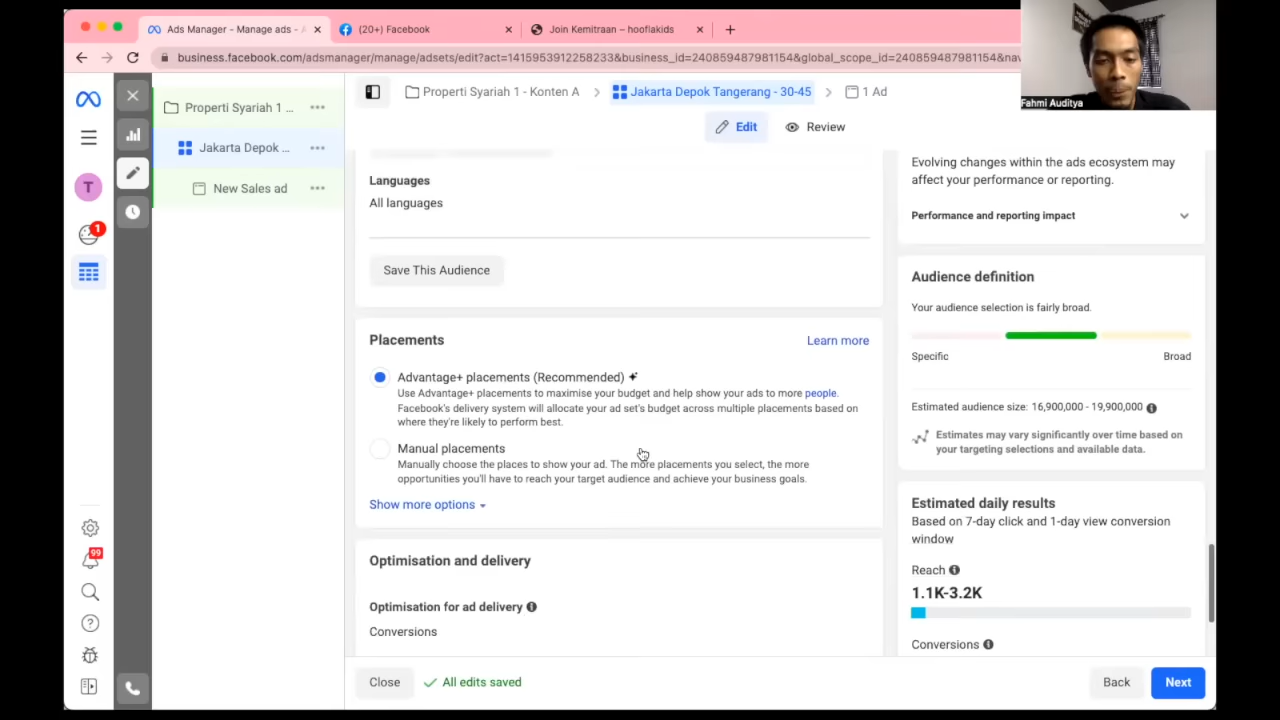 Ads Manager - Manage ads -
(20+) Facebook
Join Kemitraan – hooflakids
business.facebook.com/adsmanager/manage/adsets/edit?act=1415953912258233&business_id=240859487981154&global_scope_id=240859487981154&nav
Fahmi Auditya
Properti Syariah 1 ...
Jakarta Depok ...
New Sales ad
T
1
99
Properti Syariah 1 - Konten A
Jakarta Depok Tangerang - 30-45
1 Ad
Edit
Review
Languages
All languages
Save This Audience
Placements
Learn more
Advantage+ placements (Recommended)
Use Advantage+ placements to maximise your budget and help show your ads to more people.
Facebook's delivery system will allocate your ad set's budget across multiple placements based on
where they're likely to perform best.
Manual placements
Manually choose the places to show your ad. The more placements you select, the more
opportunities you'll have to reach your target audience and achieve your business goals.
Show more options
Optimisation and delivery
Optimisation for ad delivery
Conversions
Evolving changes within the ads ecosystem may
affect your performance or reporting.
Performance and reporting impact
Audience definition
Your audience selection is fairly broad.
Specific
Broad
Estimated audience size: 16,900,000 - 19,900,000
Estimates may vary significantly over time based on
your targeting selections and available data.
Estimated daily results
Based on 7-day click and 1-day view conversion
window
Reach
1.1K-3.2K
Conversions
Close
All edits saved
Back
Next